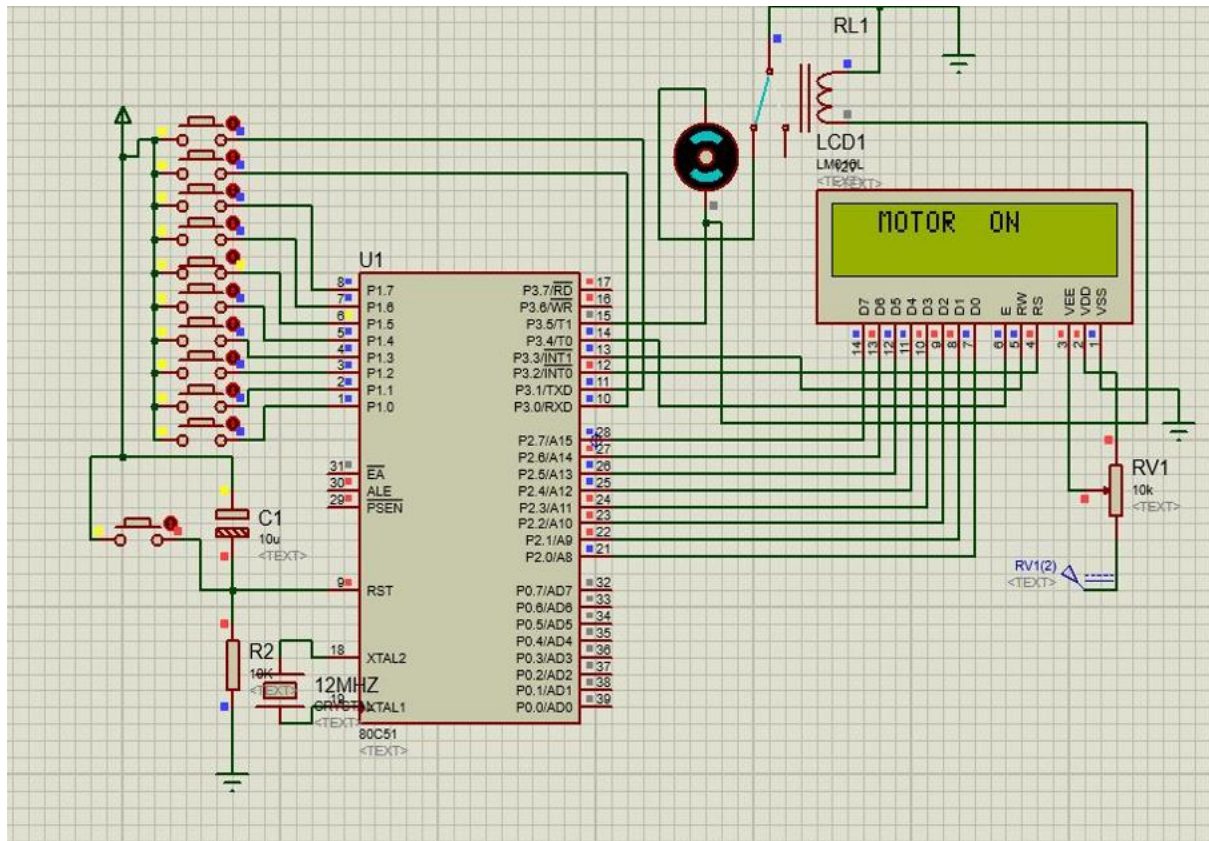 RL1
LCD1
LM016L
12V
<TEXT>
<TEXT>
MOTOR ON
D7 D6 D5 D4 D3 D2 D1 D0 E RW RS VEE VDD VSS
14 13 12 11 10 9 8 7 6 5 4 3 2 1
U1
8 P1.7 P3.7/RD 17
7 P1.6 P3.6/WR 16
6 P1.5 P3.5/T1 15
5 P1.4 P3.4/T0 14
4 P1.3 P3.3/INT1 13
3 P1.2 P3.2/INT0 12
2 P1.1 P3.1/TXD 11
1 P1.0 P3.0/RXD 10
P2.7/A15 28
P2.6/A14 27
31 EA P2.5/A13 26
30 ALE P2.4/A12 25
29 PSEN P2.3/A11 24
P2.2/A10 23
P2.1/A9 22
P2.0/A8 21
9 RST P0.7/AD7 32
P0.6/AD6 33
P0.5/AD5 34
P0.4/AD4 35
18 XTAL2 P0.3/AD3 36
P0.2/AD2 37
P0.1/AD1 38
19 XTAL1 P0.0/AD0 39
80C51
<TEXT>
C1
10u
<TEXT>
R2
10K
<TEXT>
12MHZ
<TEXT>
RV1
10k
<TEXT>
RV1(2)
<TEXT>